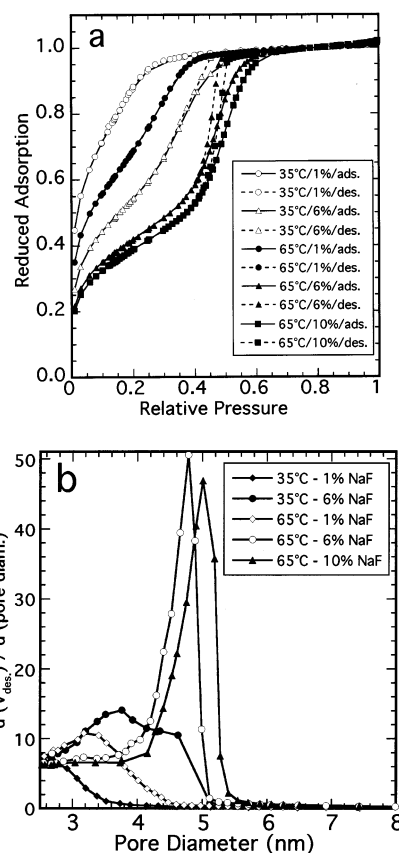 a
1.0
0.8
0.6
0.4
0.2
0.0
Reduced Adsorption
35°C/1%/ads.
35°C/1%/des.
35°C/6%/ads.
35°C/6%/des.
65°C/1%/ads.
65°C/1%/des.
65°C/6%/ads.
65°C/6%/des.
65°C/10%/ads.
65°C/10%/des.
0 0.2 0.4 0.6 0.8 1
Relative Pressure
b
50
40
30
20
10
0
d (V des.) / d (pore diam.)
35°C - 1% NaF
35°C - 6% NaF
65°C - 1% NaF
65°C - 6% NaF
65°C - 10% NaF
3 4 5 6 7 8
Pore Diameter (nm)